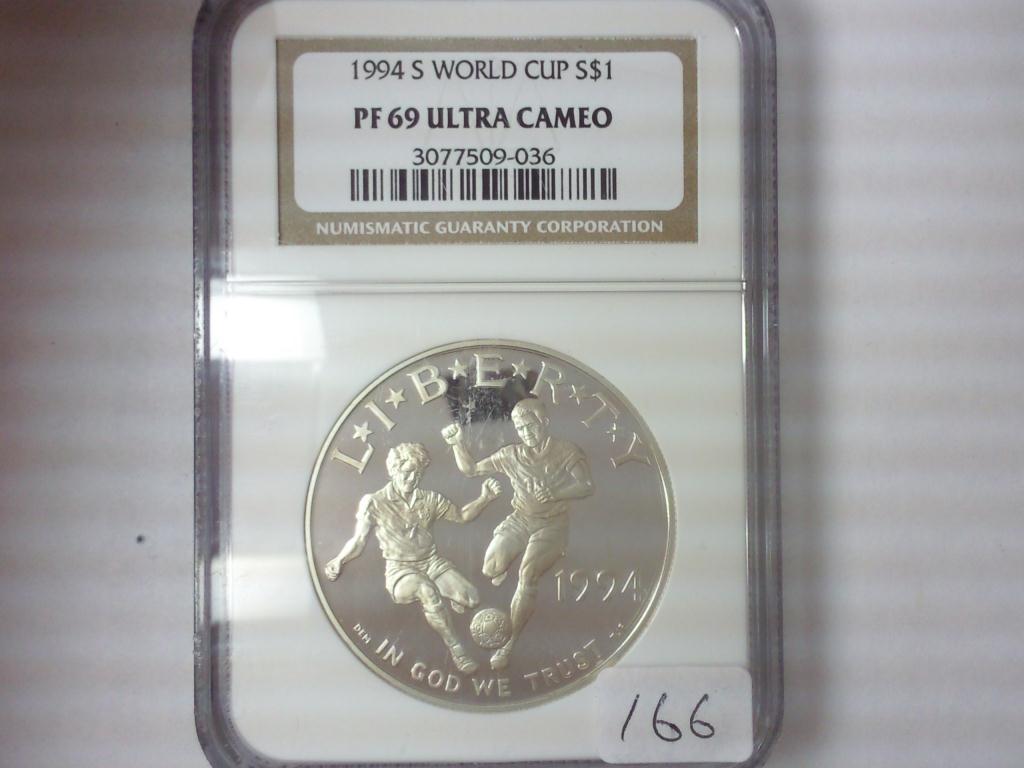 1994 S WORLD CUP S$1
PF 69 ULTRA CAMEO
3077509-036
NUMISMATIC GUARANTY CORPORATION
L★I★B★E★R★T★Y
1994
DEM IN GOD WE TRUST
166